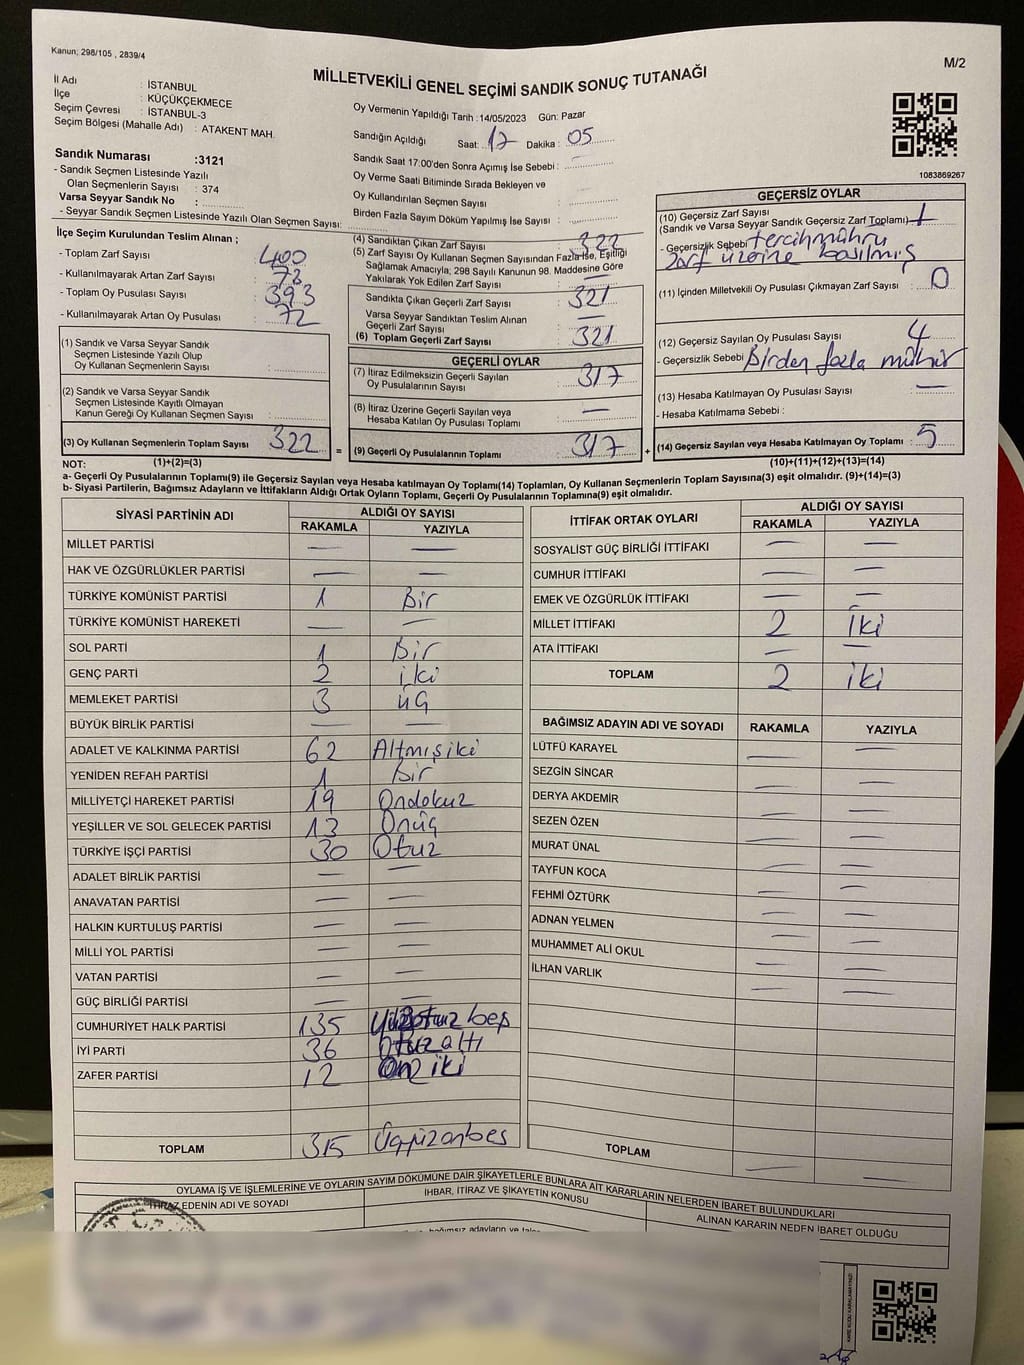 Kanun; 298/105 , 2839/4
M/2
MİLLETVEKİLİ GENEL SEÇİMİ SANDIK SONUÇ TUTANAĞI
İl Adı : İSTANBUL
İlçe : KÜÇÜKÇEKMECE
Seçim Çevresi : İSTANBUL-3
Seçim Bölgesi (Mahalle Adı) : ATAKENT MAH.
Sandık Numarası :3121
- Sandık Seçmen Listesinde Yazılı
Olan Seçmenlerin Sayısı : 374
Varsa Seyyar Sandık No :
- Seyyar Sandık Seçmen Listesinde Yazılı Olan Seçmen Sayısı:
Oy Vermenin Yapıldığı Tarih :14/05/2023 Gün: Pazar
Sandığın Açıldığı Saat: 17 Dakika : 05
Sandık Saat 17:00'den Sonra Açımış İse Sebebi :
Oy Verme Saati Bitiminde Sırada Bekleyen ve
Oy Kullandırılan Seçmen Sayısı :
Birden Fazla Sayım Döküm Yapılmış İse Sayısı :
1083869267
İlçe Seçim Kurulundan Teslim Alınan ;
- Toplam Zarf Sayısı : 400
- Kullanılmayarak Artan Zarf Sayısı : 78
- Toplam Oy Pusulası Sayısı : 393
- Kullanılmayarak Artan Oy Pusulası : 72
(1) Sandık ve Varsa Seyyar Sandık
Seçmen Listesinde Yazılı Olup
Oy Kullanan Seçmenlerin Sayısı :
(2) Sandık ve Varsa Seyyar Sandık
Seçmen Listesinde Kayıtlı Olmayan
Kanun Gereği Oy Kullanan Seçmen Sayısı :
(3) Oy Kullanan Seçmenlerin Toplam Sayısı : 322
(1)+(2)=(3)
(4) Sandıktan Çıkan Zarf Sayısı : 322
(5) Zarf Sayısı Oy Kullanan Seçmen Sayısından Fazla İse, Eşitliği
Sağlamak Amacıyla, 298 Sayılı Kanunun 98. Maddesine Göre
Yakılarak Yok Edilen Zarf Sayısı : —
Sandıkta Çıkan Geçerli Zarf Sayısı : 321
Varsa Seyyar Sandıktan Teslim Alınan
Geçerli Zarf Sayısı : —
(6) Toplam Geçerli Zarf Sayısı : 321
GEÇERLİ OYLAR
(7) İtiraz Edilmeksizin Geçerli Sayılan
Oy Pusulalarının Sayısı : 317
(8) İtiraz Üzerine Geçerli Sayılan veya
Hesaba Katılan Oy Pusulası Toplamı : —
= (9) Geçerli Oy Pusulalarının Toplamı : 317
GEÇERSİZ OYLAR
(10) Geçersiz Zarf Sayısı
(Sandık ve Varsa Seyyar Sandık Geçersiz Zarf Toplamı) : 1
- Geçersizlik Sebebi : tercih mührü
zarf üzerine basılmış
(11) İçinden Milletvekili Oy Pusulası Çıkmayan Zarf Sayısı : 0
(12) Geçersiz Sayılan Oy Pusulası Sayısı : 4
- Geçersizlik Sebebi : Birden fazla mühür
(13) Hesaba Katılmayan Oy Pusulası Sayısı : —
- Hesaba Katılmama Sebebi :
+ (14) Geçersiz Sayılan veya Hesaba Katılmayan Oy Toplamı : 5
(10)+(11)+(12)+(13)=(14)
NOT:
a- Geçerli Oy Pusulalarının Toplamı(9) ile Geçersiz Sayılan veya Hesaba katılmayan Oy Toplamı(14) Toplamları, Oy Kullanan Seçmenlerin Toplam Sayısına(3) eşit olmalıdır. (9)+(14)=(3)
b- Siyasi Partilerin, Bağımsız Adayların ve İttifakların Aldığı Ortak Oyların Toplamı, Geçerli Oy Pusulalarının Toplamına(9) eşit olmalıdır.
SİYASİ PARTİNİN ADI ALDIĞI OY SAYISI
RAKAMLA YAZIYLA
MİLLET PARTİSİ — —
HAK VE ÖZGÜRLÜKLER PARTİSİ — —
TÜRKİYE KOMÜNİST PARTİSİ 1 Bir
TÜRKİYE KOMÜNİST HAREKETİ — —
SOL PARTİ 1 Bir
GENÇ PARTİ 2 iki
MEMLEKET PARTİSİ 3 üç
BÜYÜK BİRLİK PARTİSİ — —
ADALET VE KALKINMA PARTİSİ 62 Altmışiki
YENİDEN REFAH PARTİSİ 1 Bir
MİLLİYETÇİ HAREKET PARTİSİ 19 Ondokuz
YEŞİLLER VE SOL GELECEK PARTİSİ 13 Onüç
TÜRKİYE İŞÇİ PARTİSİ 30 Otuz
ADALET BİRLİK PARTİSİ — —
ANAVATAN PARTİSİ — —
HALKIN KURTULUŞ PARTİSİ — —
MİLLİ YOL PARTİSİ — —
VATAN PARTİSİ — —
GÜÇ BİRLİĞİ PARTİSİ — —
CUMHURİYET HALK PARTİSİ 135 Yüzotuz beş
İYİ PARTİ 36 Otuz altı
ZAFER PARTİSİ 12 On iki
TOPLAM 315 Üçyüzonbeş
İTTİFAK ORTAK OYLARI ALDIĞI OY SAYISI
RAKAMLA YAZIYLA
SOSYALİST GÜÇ BİRLİĞİ İTTİFAKI — —
CUMHUR İTTİFAKI — —
EMEK VE ÖZGÜRLÜK İTTİFAKI — —
MİLLET İTTİFAKI 2 İki
ATA İTTİFAKI — —
TOPLAM 2 iki
BAĞIMSIZ ADAYIN ADI VE SOYADI RAKAMLA YAZIYLA
LÜTFÜ KARAYEL — —
SEZGİN SİNCAR — —
DERYA AKDEMİR — —
SEZEN ÖZEN — —
MURAT ÜNAL — —
TAYFUN KOCA — —
FEHMİ ÖZTÜRK — —
ADNAN YELMEN — —
MUHAMMET ALİ OKUL — —
İLHAN VARLIK — —
TOPLAM — —
OYLAMA İŞ VE İŞLEMLERİNE VE OYLARIN SAYIM DÖKÜMÜNE DAİR ŞİKAYETLERLE BUNLARA AİT KARARLARIN NELERDEN İBARET BULUNDUKLARI
İTİRAZ EDENİN ADI VE SOYADI
İHBAR, İTİRAZ VE ŞİKAYETİN KONUSU
ALINAN KARARIN NEDEN İBARET OLDUĞU